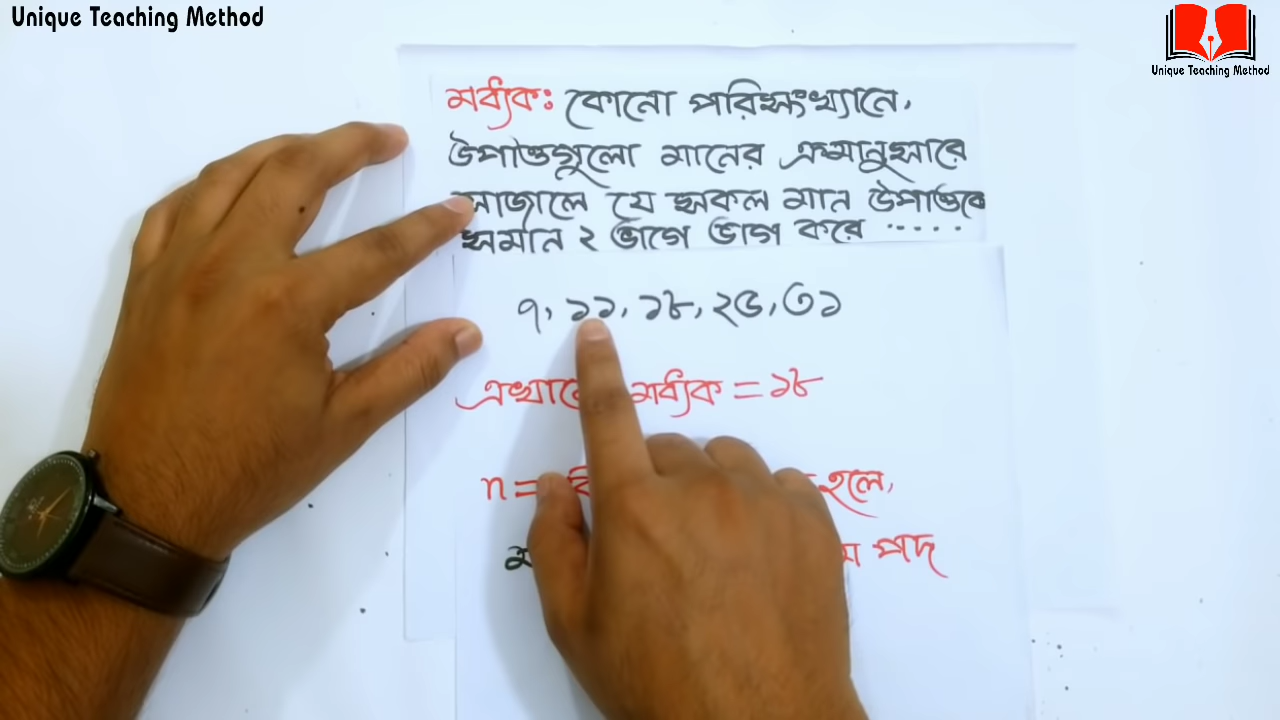 Unique Teaching Method
Unique Teaching Method
মধ্যক: কোনো পরিসংখ্যানে,
উপাত্তগুলো মানের ক্রমানুসারে
সাজালে যে সকল মান উপাত্তকে
সমান ২ ভাগে ভাগ করে .....
৭, ১১, ১৮, ২৫, ৩১
মধ্যক = ১৮
n = হলে,
পদ